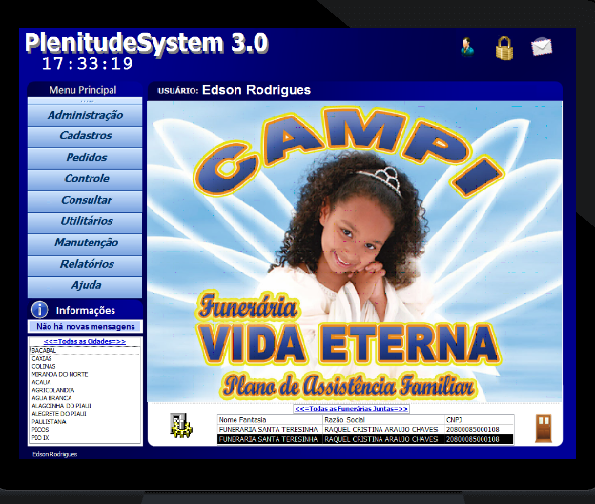 PlenitudeSystem 3.0
17:33:19
Menu Principal
USUÁRIO: Edson Rodrigues
Administração
Cadastros
Pedidos
Controle
Consultar
Utilitários
Manutenção
Relatórios
Ajuda
Informações
Não há novas mensagens
<<=Todas as Cidades=>>
BACABAL
CAXIAS
COLINAS
MIRANDA DO NORTE
ACAUÃ
AGRICOLANDIA
AGUA BRANCA
ALAGOINHA DO PIAUI
ALEGRETE DO PIAUI
PAULISTANA
PICOS
PIO IX
EdsonRodrigues
CAMPI
Funerária
VIDA ETERNA
Plano de Assistência Familiar
<<=Todas as Funerárias Juntas=>>
Nome Fantasia Razão Social CNPJ
FUNERARIA SANTA TERESINHA RAQUEL CRISTINA ARAUJO CHAVES 20800085000108
FUNERARIA SANTA TERESINHA RAQUEL CRISTINA ARAUJO CHAVES 20800085000108